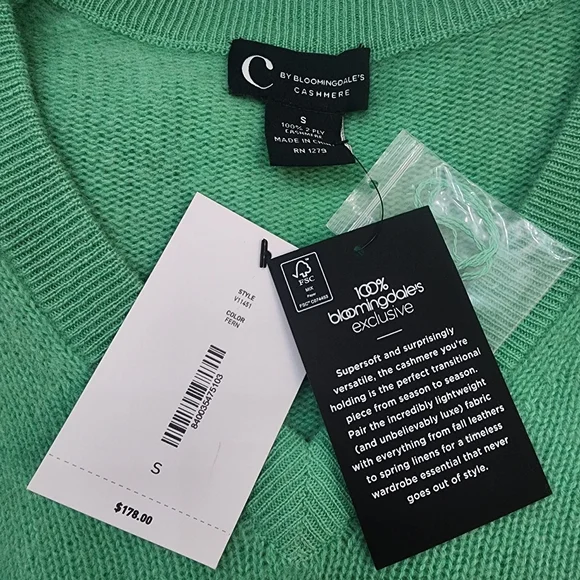 C BY BLOOMINGDALE'S
CASHMERE
S
100% 2 PLY
CASHMERE
MADE IN
RN 1279
STYLE
V11451
COLOR
FERN
840035475103
S
$178.00
FSC
MIX
Paper
100%
bloomingdale's
exclusive
Supersoft and surprisingly
versatile, the cashmere you're
holding is the perfect transitional
piece from season to season.
Pair the incredibly lightweight
(and unbelievably luxe) fabric
with everything from fall leathers
to spring linens for a timeless
wardrobe essential that never
goes out of style.